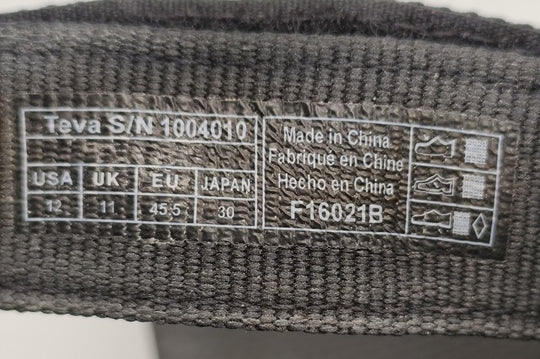 Teva S/N 1004010
USA UK EU JAPAN
12 11 45,5 30
Made in China
Fabriqué en Chine
Hecho en China
F16021B